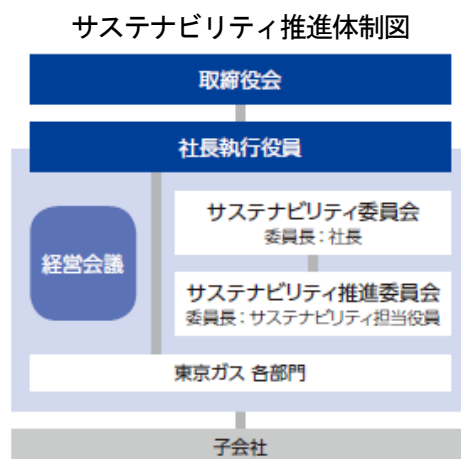 サステナビリティ推進体制図
取締役会
社長執行役員
経営会議
サステナビリティ委員会
委員長：社長
サステナビリティ推進委員会
委員長：サステナビリティ担当役員
東京ガス 各部門
子会社